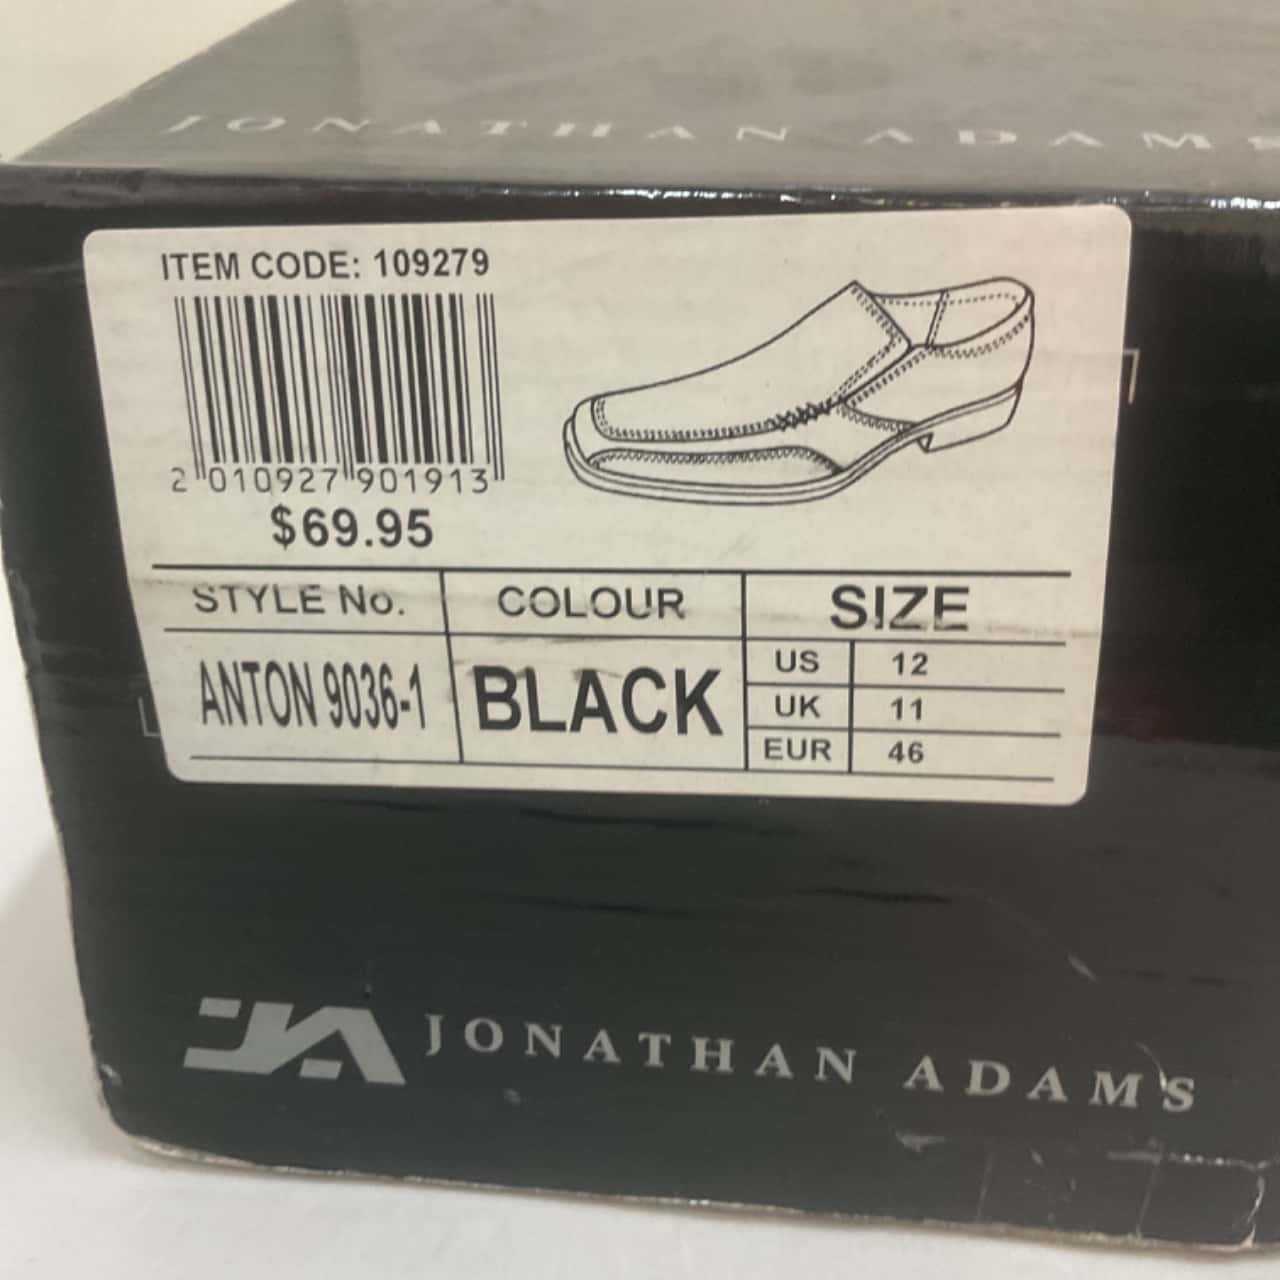 JONATHAN ADAMS
ITEM CODE: 109279
2 010927 901913
$69.95
STYLE No. COLOUR SIZE
ANTON 9036-1 BLACK
US 12
UK 11
EUR 46
JA JONATHAN ADAMS